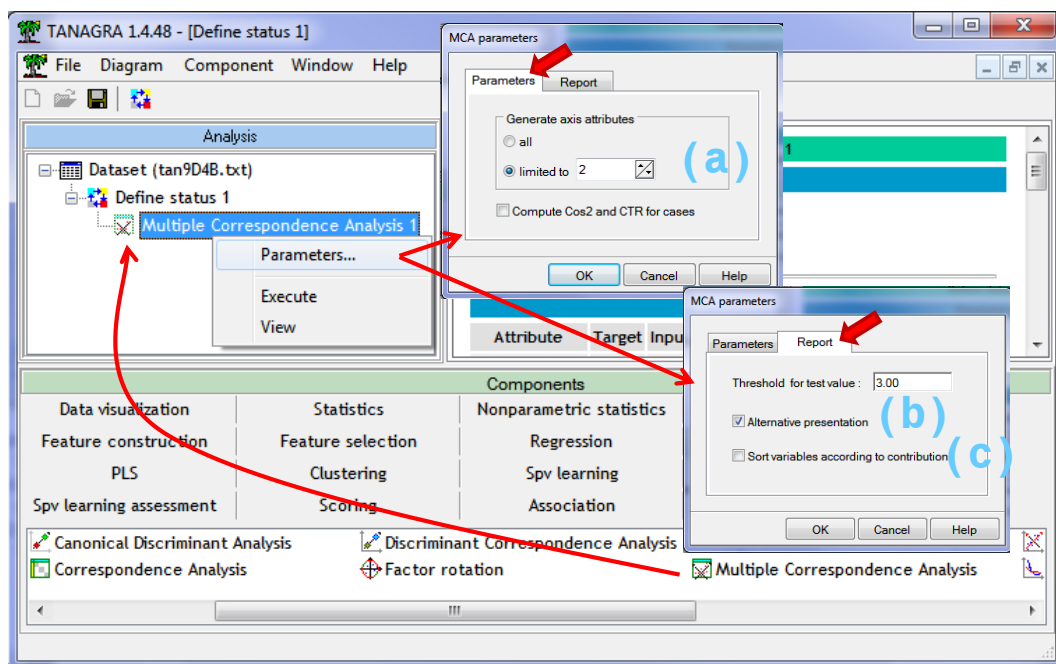 TANAGRA 1.4.48 - [Define status 1]
File Diagram Component Window Help
Analysis
Dataset (tan9D4B.txt)
Define status 1
Multiple Correspondence Analysis 1
Parameters...
Execute
View
MCA parameters
Parameters Report
Generate axis attributes
all
limited to 2
(a)
Compute Cos2 and CTR for cases
OK Cancel Help
1
Attribute Target Inpu
MCA parameters
Parameters Report
Threshold for test value : 3.00
(b)
Alternative presentation
(c)
Sort variables according to contribution
OK Cancel Help
Components
Data visualization Statistics Nonparametric statistics
Feature construction Feature selection Regression
PLS Clustering Spv learning
Spv learning assessment Scoring Association
Canonical Discriminant Analysis Discriminant Correspondence Analysis
Correspondence Analysis Factor rotation Multiple Correspondence Analysis